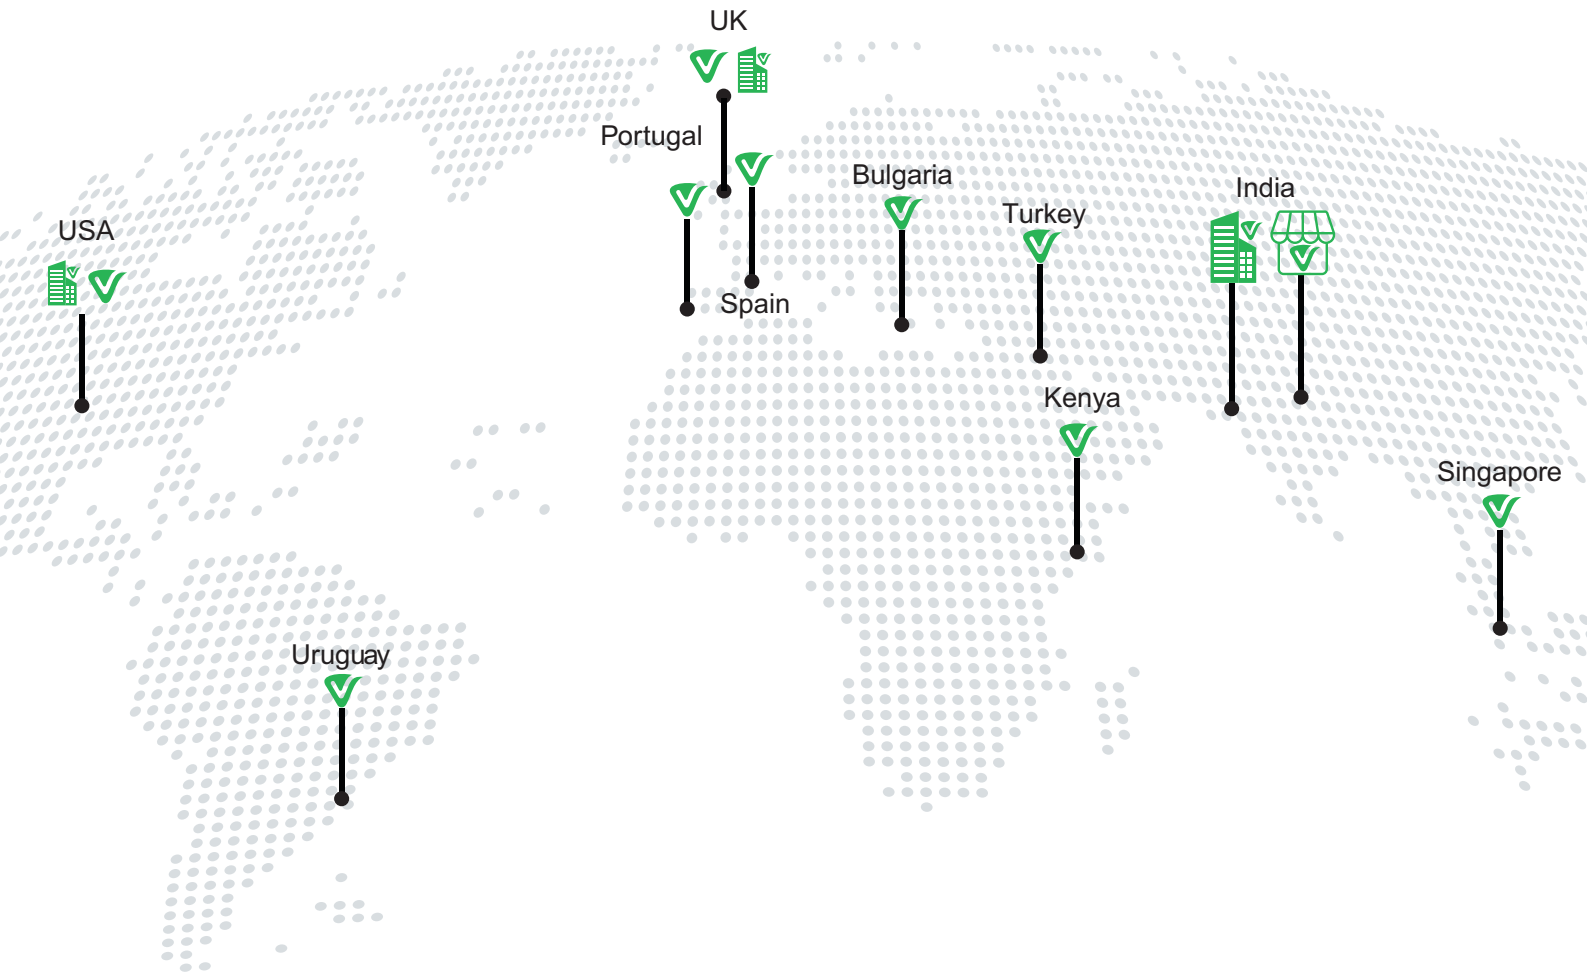 UK
Portugal
Bulgaria
India
Turkey
USA
Spain
Kenya
Singapore
Uruguay